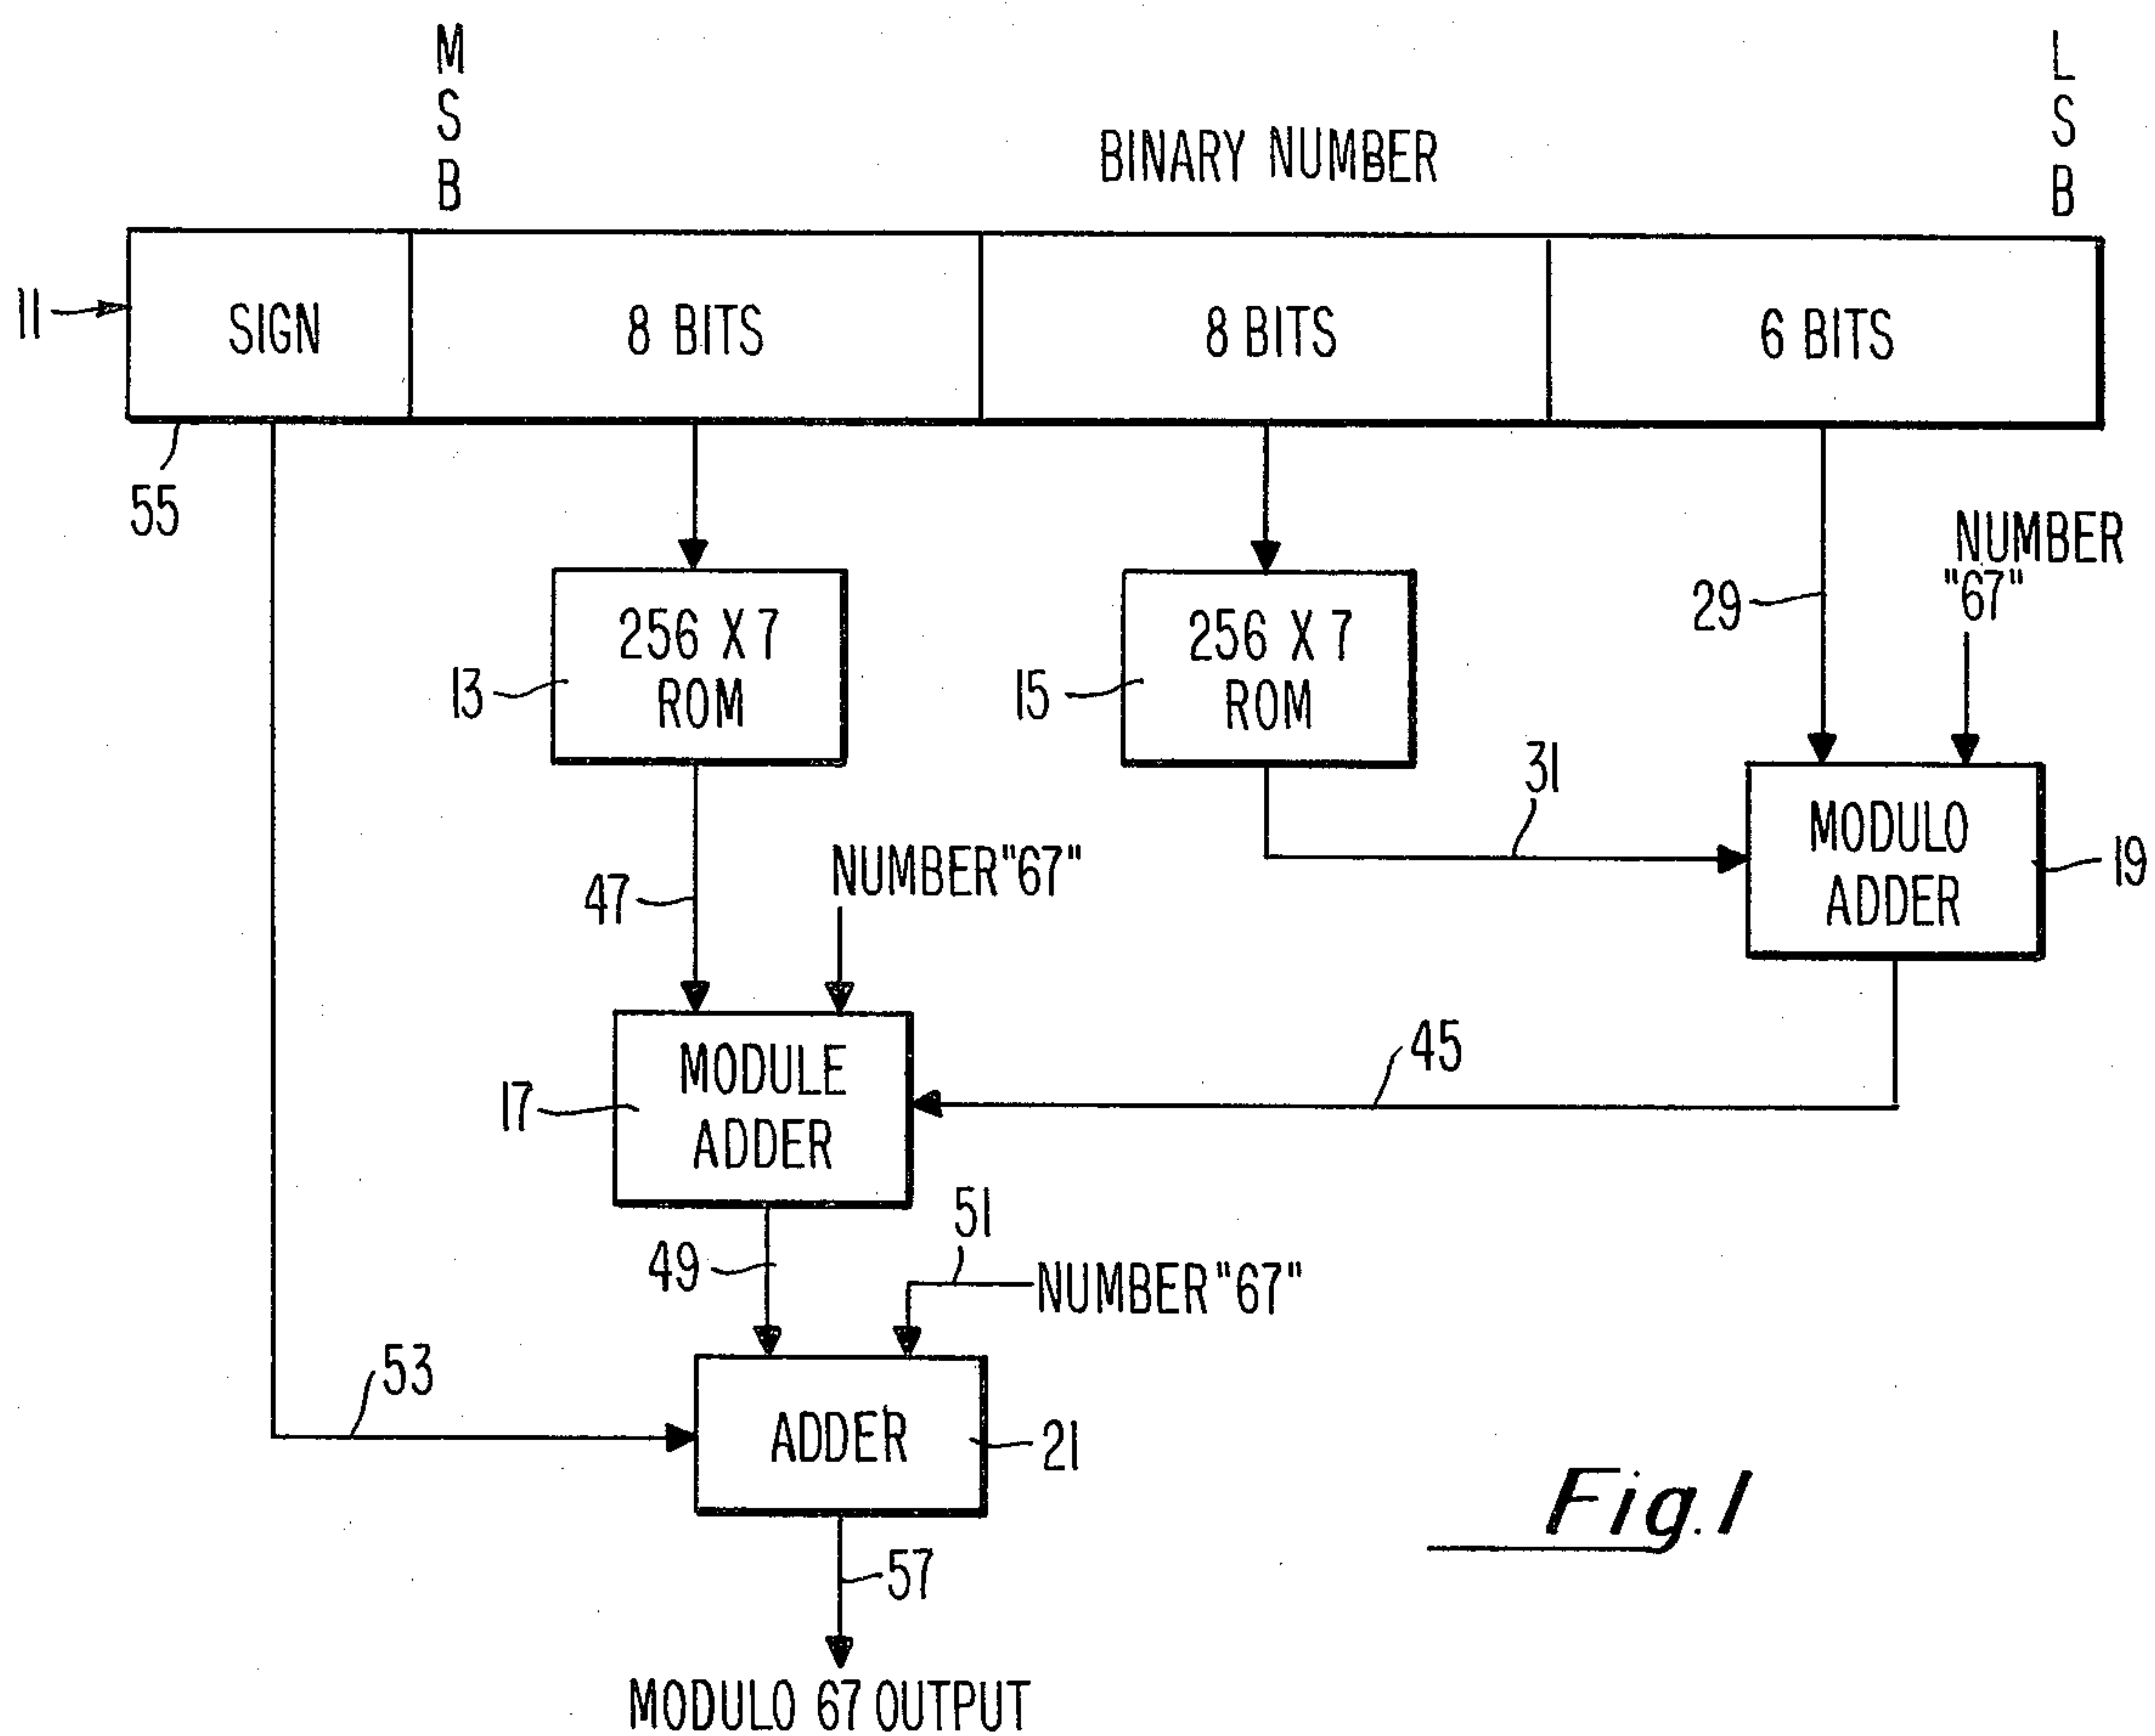 MSB
BINARY NUMBER
LSB
11
SIGN
8 BITS
8 BITS
6 BITS
55
NUMBER
"67"
29
256 X 7
ROM
13
256 X 7
ROM
15
31
MODULO
ADDER
19
47
NUMBER "67"
MODULE
ADDER
17
45
49
51
NUMBER "67"
53
ADDER
21
57
MODULO 67 OUTPUT
Fig. 1